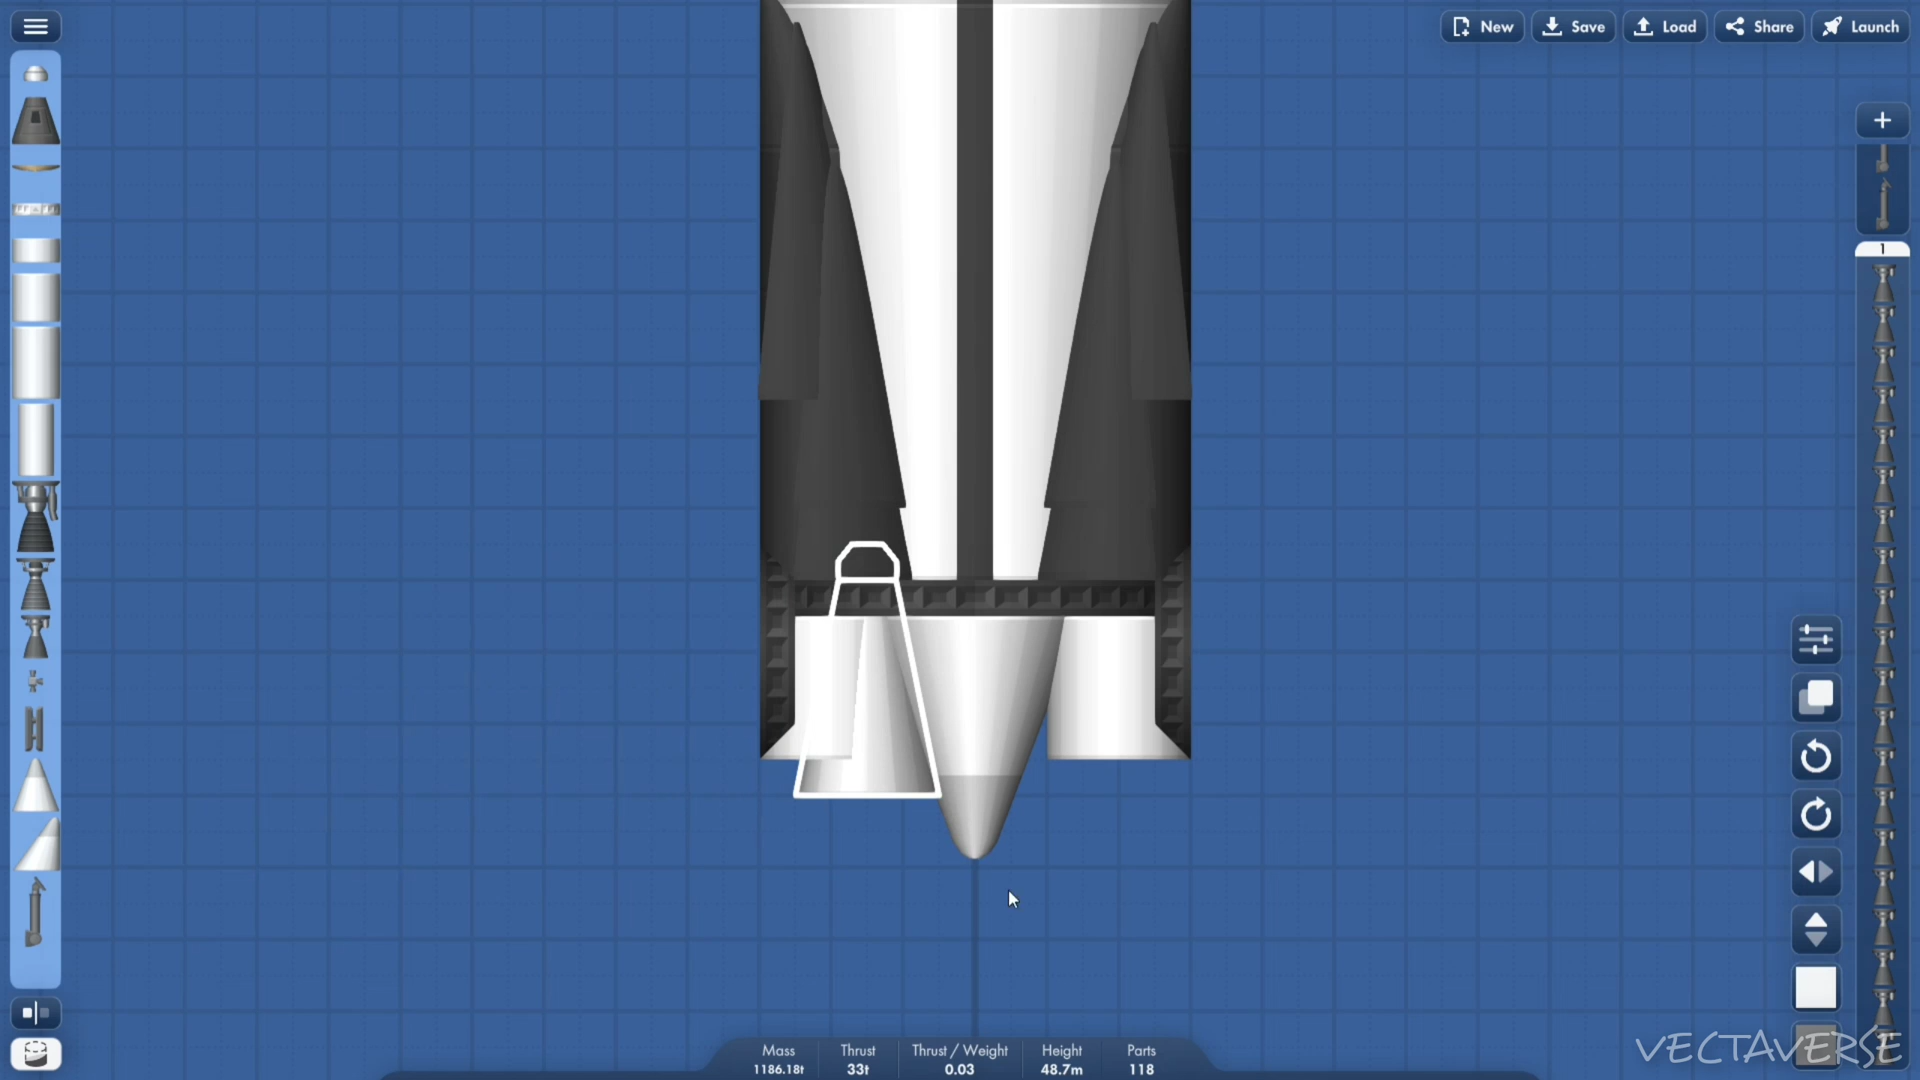 New
Save
Load
Share
Launch
1
Mass
Thrust
Thrust / Weight
Height
Parts
1186.18t
33t
0.03
48.7m
118
VECTAVERSE